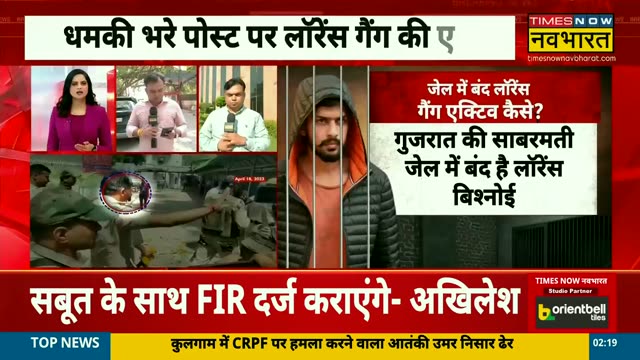 धमकी भरे पोस्ट पर लॉरेंस गैंग की ए
TIMES NOW
नवभारत
timesnownavbharat.com
जेल में बंद लॉरेंस
गैंग एक्टिव कैसे?
गुजरात की साबरमती
जेल में बंद है लॉरेंस
बिश्नोई
April 18, 2023
सबूत के साथ FIR दर्ज कराएंगे- अखिलेश
TIMES NOW नवभारत
Studio Partner
orientbell
tiles
TOP NEWS
कुलगाम में CRPF पर हमला करने वाला आतंकी उमर निसार ढेर
02:19